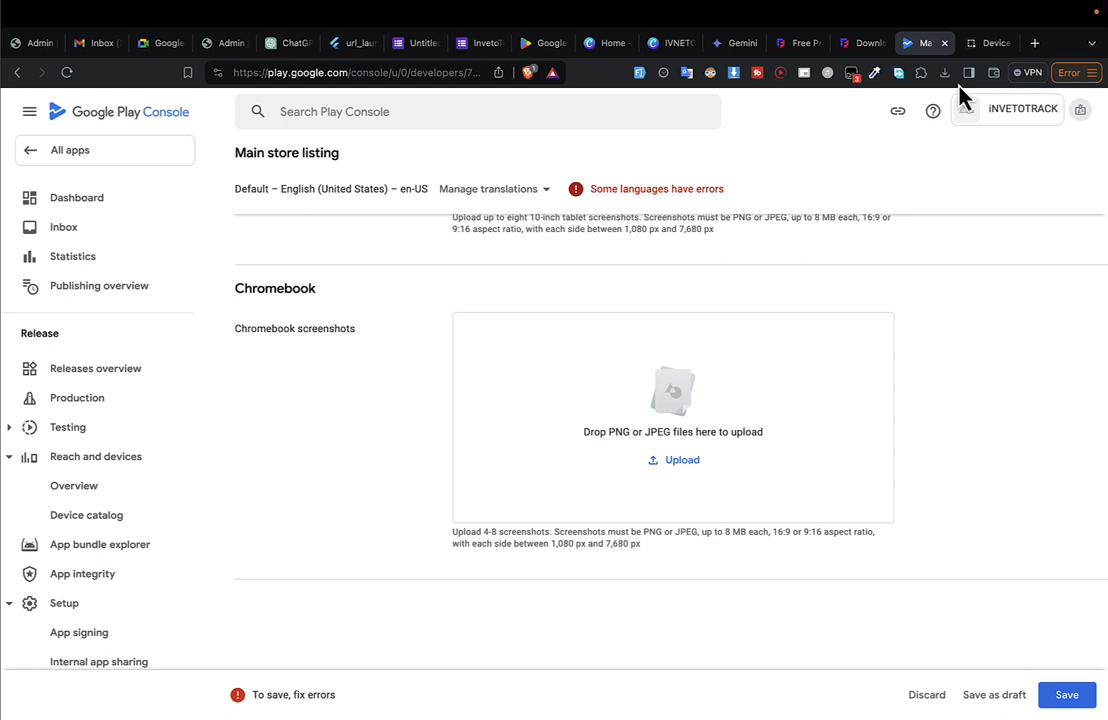 Admin
Inbox (
Google
Admin
ChatGP
url_lau
Untitle
Inveto
Google
Home -
IVNETO
Gemini
Free Pr
Downlo
Ma
Device
https://play.google.com/console/u/0/developers/7...
1
3
VPN
Error
Google Play Console
Search Play Console
iNVETOTRACK
All apps
Main store listing
Default – English (United States) – en-US
Manage translations
Some languages have errors
Dashboard
Inbox
Statistics
Publishing overview
Release
Releases overview
Production
Testing
Reach and devices
Overview
Device catalog
App bundle explorer
App integrity
Setup
App signing
Internal app sharing
Upload up to eight 10-inch tablet screenshots. Screenshots must be PNG or JPEG, up to 8 MB each, 16:9 or
9:16 aspect ratio, with each side between 1,080 px and 7,680 px
Chromebook
Chromebook screenshots
Drop PNG or JPEG files here to upload
Upload
Upload 4-8 screenshots. Screenshots must be PNG or JPEG, up to 8 MB each, 16:9 or 9:16 aspect ratio,
with each side between 1,080 px and 7,680 px
To save, fix errors
Discard
Save as draft
Save